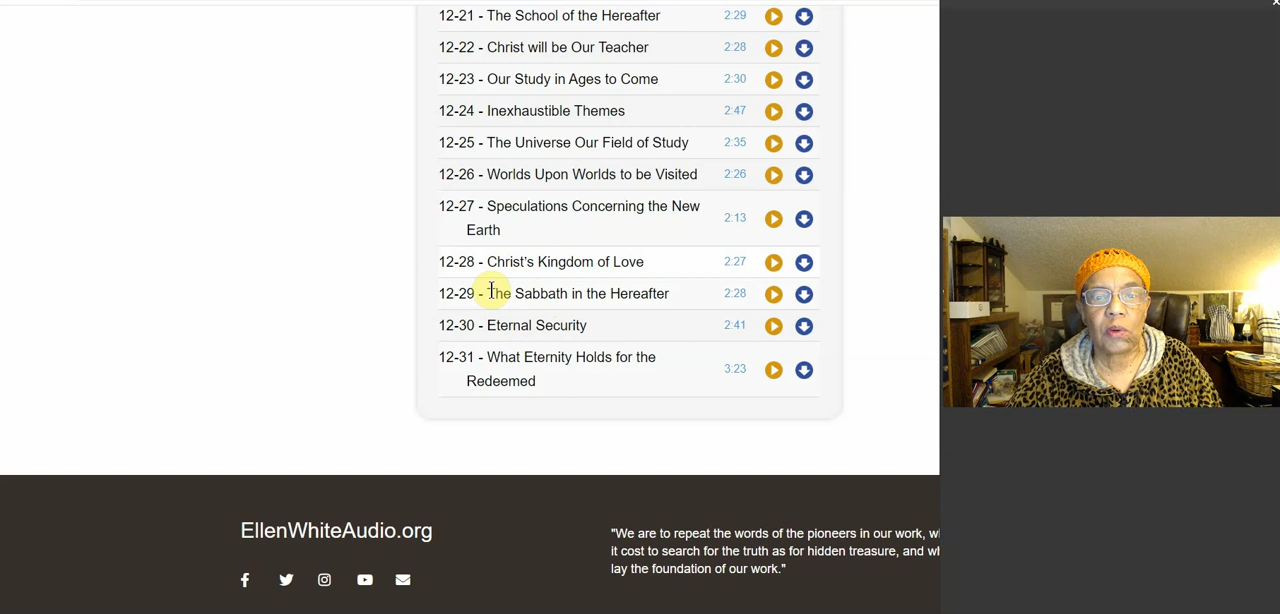 12-21 - The School of the Hereafter 2:29
12-22 - Christ will be Our Teacher 2:28
12-23 - Our Study in Ages to Come 2:30
12-24 - Inexhaustible Themes 2:47
12-25 - The Universe Our Field of Study 2:35
12-26 - Worlds Upon Worlds to be Visited 2:26
12-27 - Speculations Concerning the New
Earth 2:13
12-28 - Christ’s Kingdom of Love 2:27
12-29 - The Sabbath in the Hereafter 2:28
12-30 - Eternal Security 2:41
12-31 - What Eternity Holds for the
Redeemed 3:23
EllenWhiteAudio.org
"We are to repeat the words of the pioneers in our work,
it cost to search for the truth as for hidden treasure, and
lay the foundation of our work."